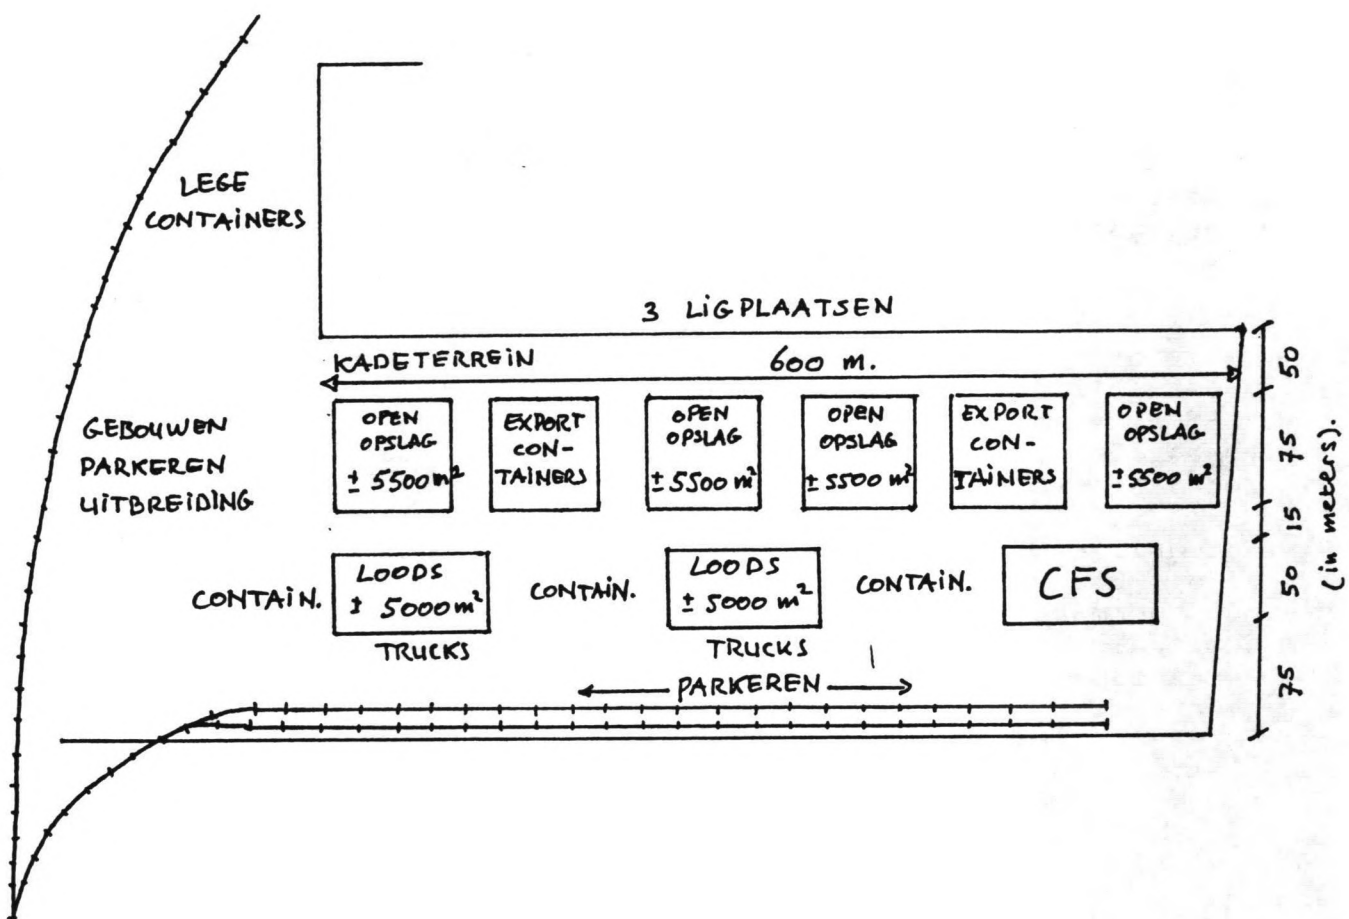 LEGE
CONTAINERS
3 LIGPLAATSEN
KADETERREIN
600 m.
GEBOUWEN
PARKEREN
UITBREIDING
OPEN
OPSLAG
± 5500 m²
EXPORT
CON-
TAINERS
OPEN
OPSLAG
± 5500 m²
OPEN
OPSLAG
± 5500 m²
EXPORT
CON-
TAINERS
OPEN
OPSLAG
± 5500 m²
CONTAIN.
LOODS
± 5000 m²
CONTAIN.
LOODS
± 5000 m²
CONTAIN.
CFS
TRUCKS
TRUCKS
PARKEREN
50
75
15
50
75
(in meters).